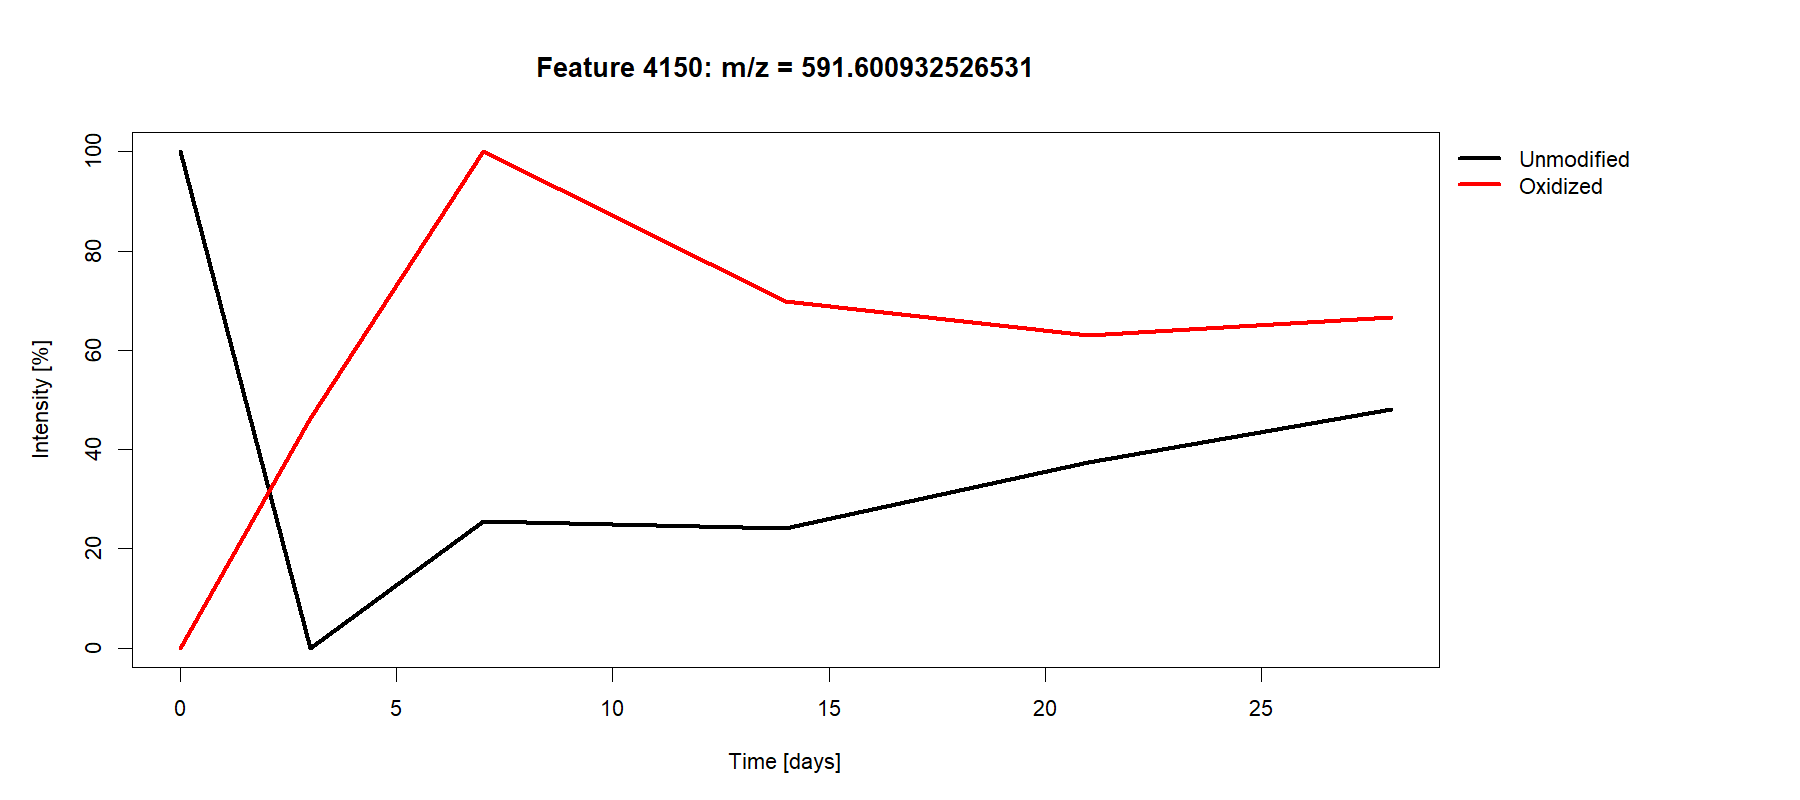 Feature 4150: m/z = 591.600932526531
Unmodified
Oxidized
Intensity [%]
100
80
60
40
20
0
0 5 10 15 20 25
Time [days]